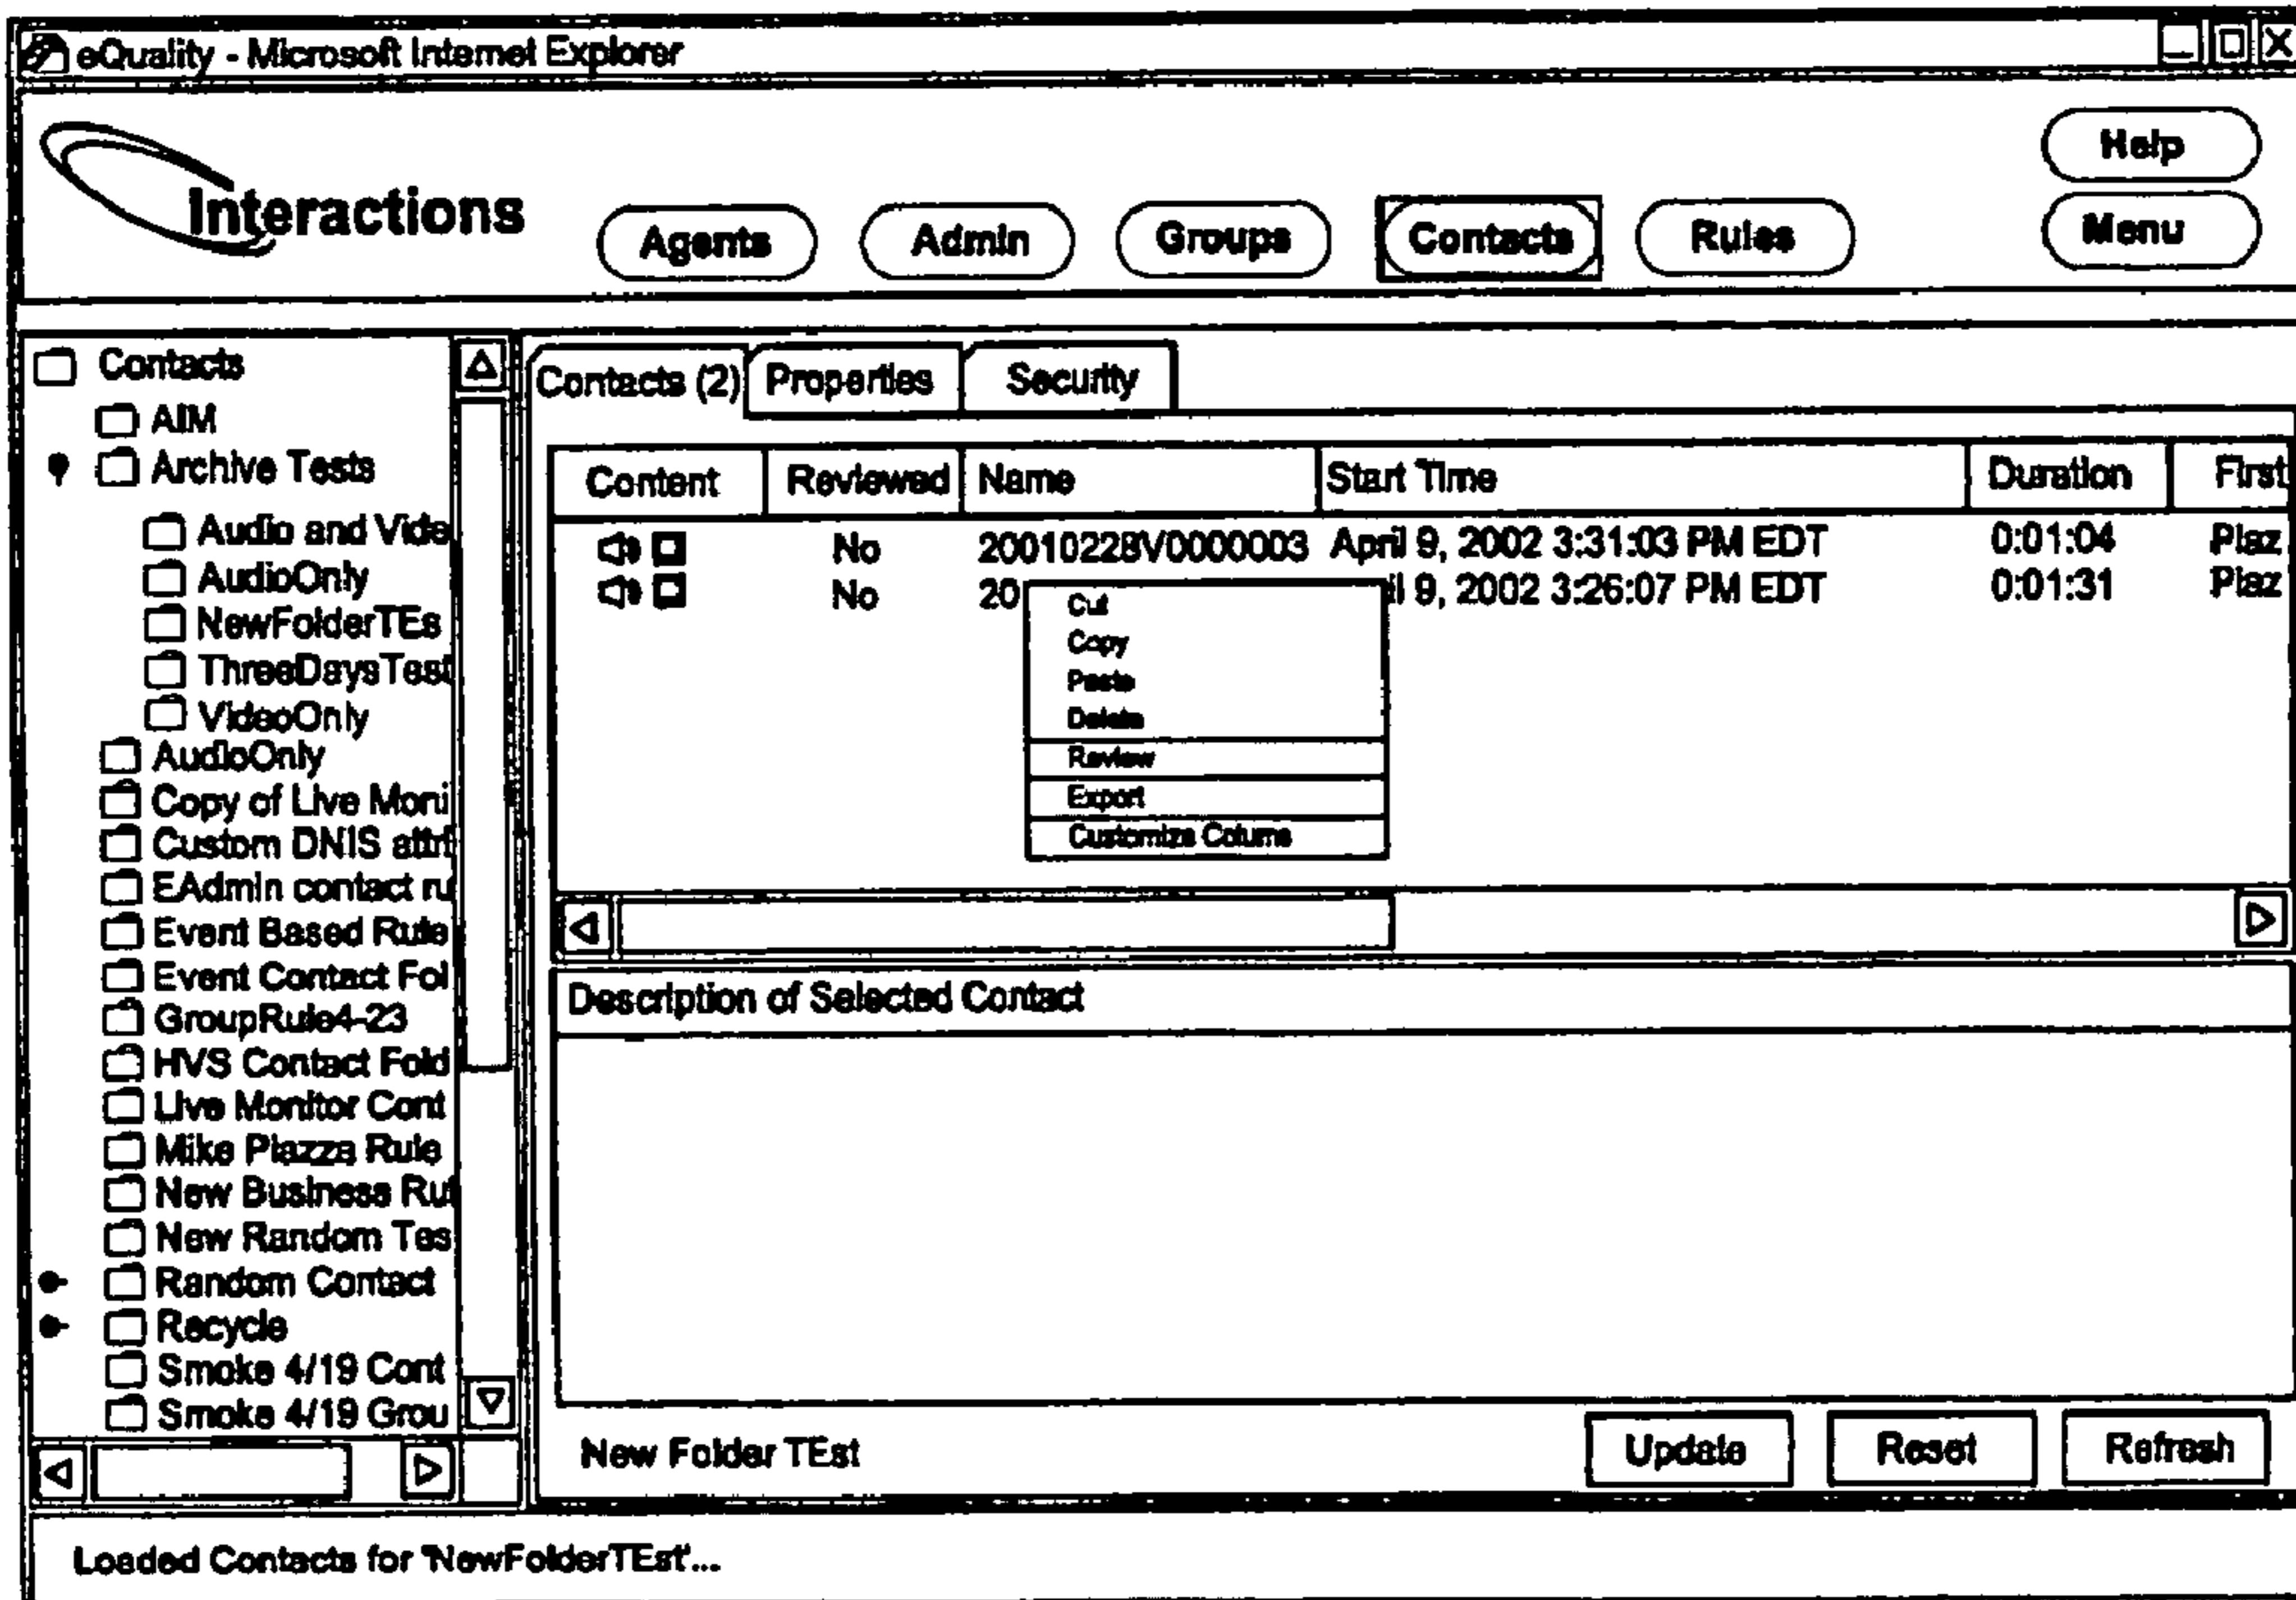 eQuality - Microsoft Internet Explorer
Help
Interactions Agents Admin Groups Contacts Rules Menu
Contacts
AIM
Archive Tests
Audio and Vide
AudioOnly
NewFolderTEs
ThreeDaysTest
VideoOnly
AudioOnly
Copy of Live Moni
Custom DNIS attri
EAdmin contact ru
Event Based Rule
Event Contact Fol
GroupRule4-23
HVS Contact Fold
Live Monitor Cont
Mike Piazza Rule
New Business Rul
New Random Tes
Random Contact
Recycle
Smoke 4/19 Cont
Smoke 4/19 Grou
Contacts (2) Properties Security
Content Reviewed Name Start Time Duration First
No 20010228V0000003 April 9, 2002 3:31:03 PM EDT 0:01:04 Piaz
No 20 il 9, 2002 3:26:07 PM EDT 0:01:31 Piaz
Cut
Copy
Paste
Delete
Review
Export
Customize Colums
Description of Selected Contact
New Folder TEst Update Reset Refresh
Loaded Contacts for 'NewFolderTEst'...